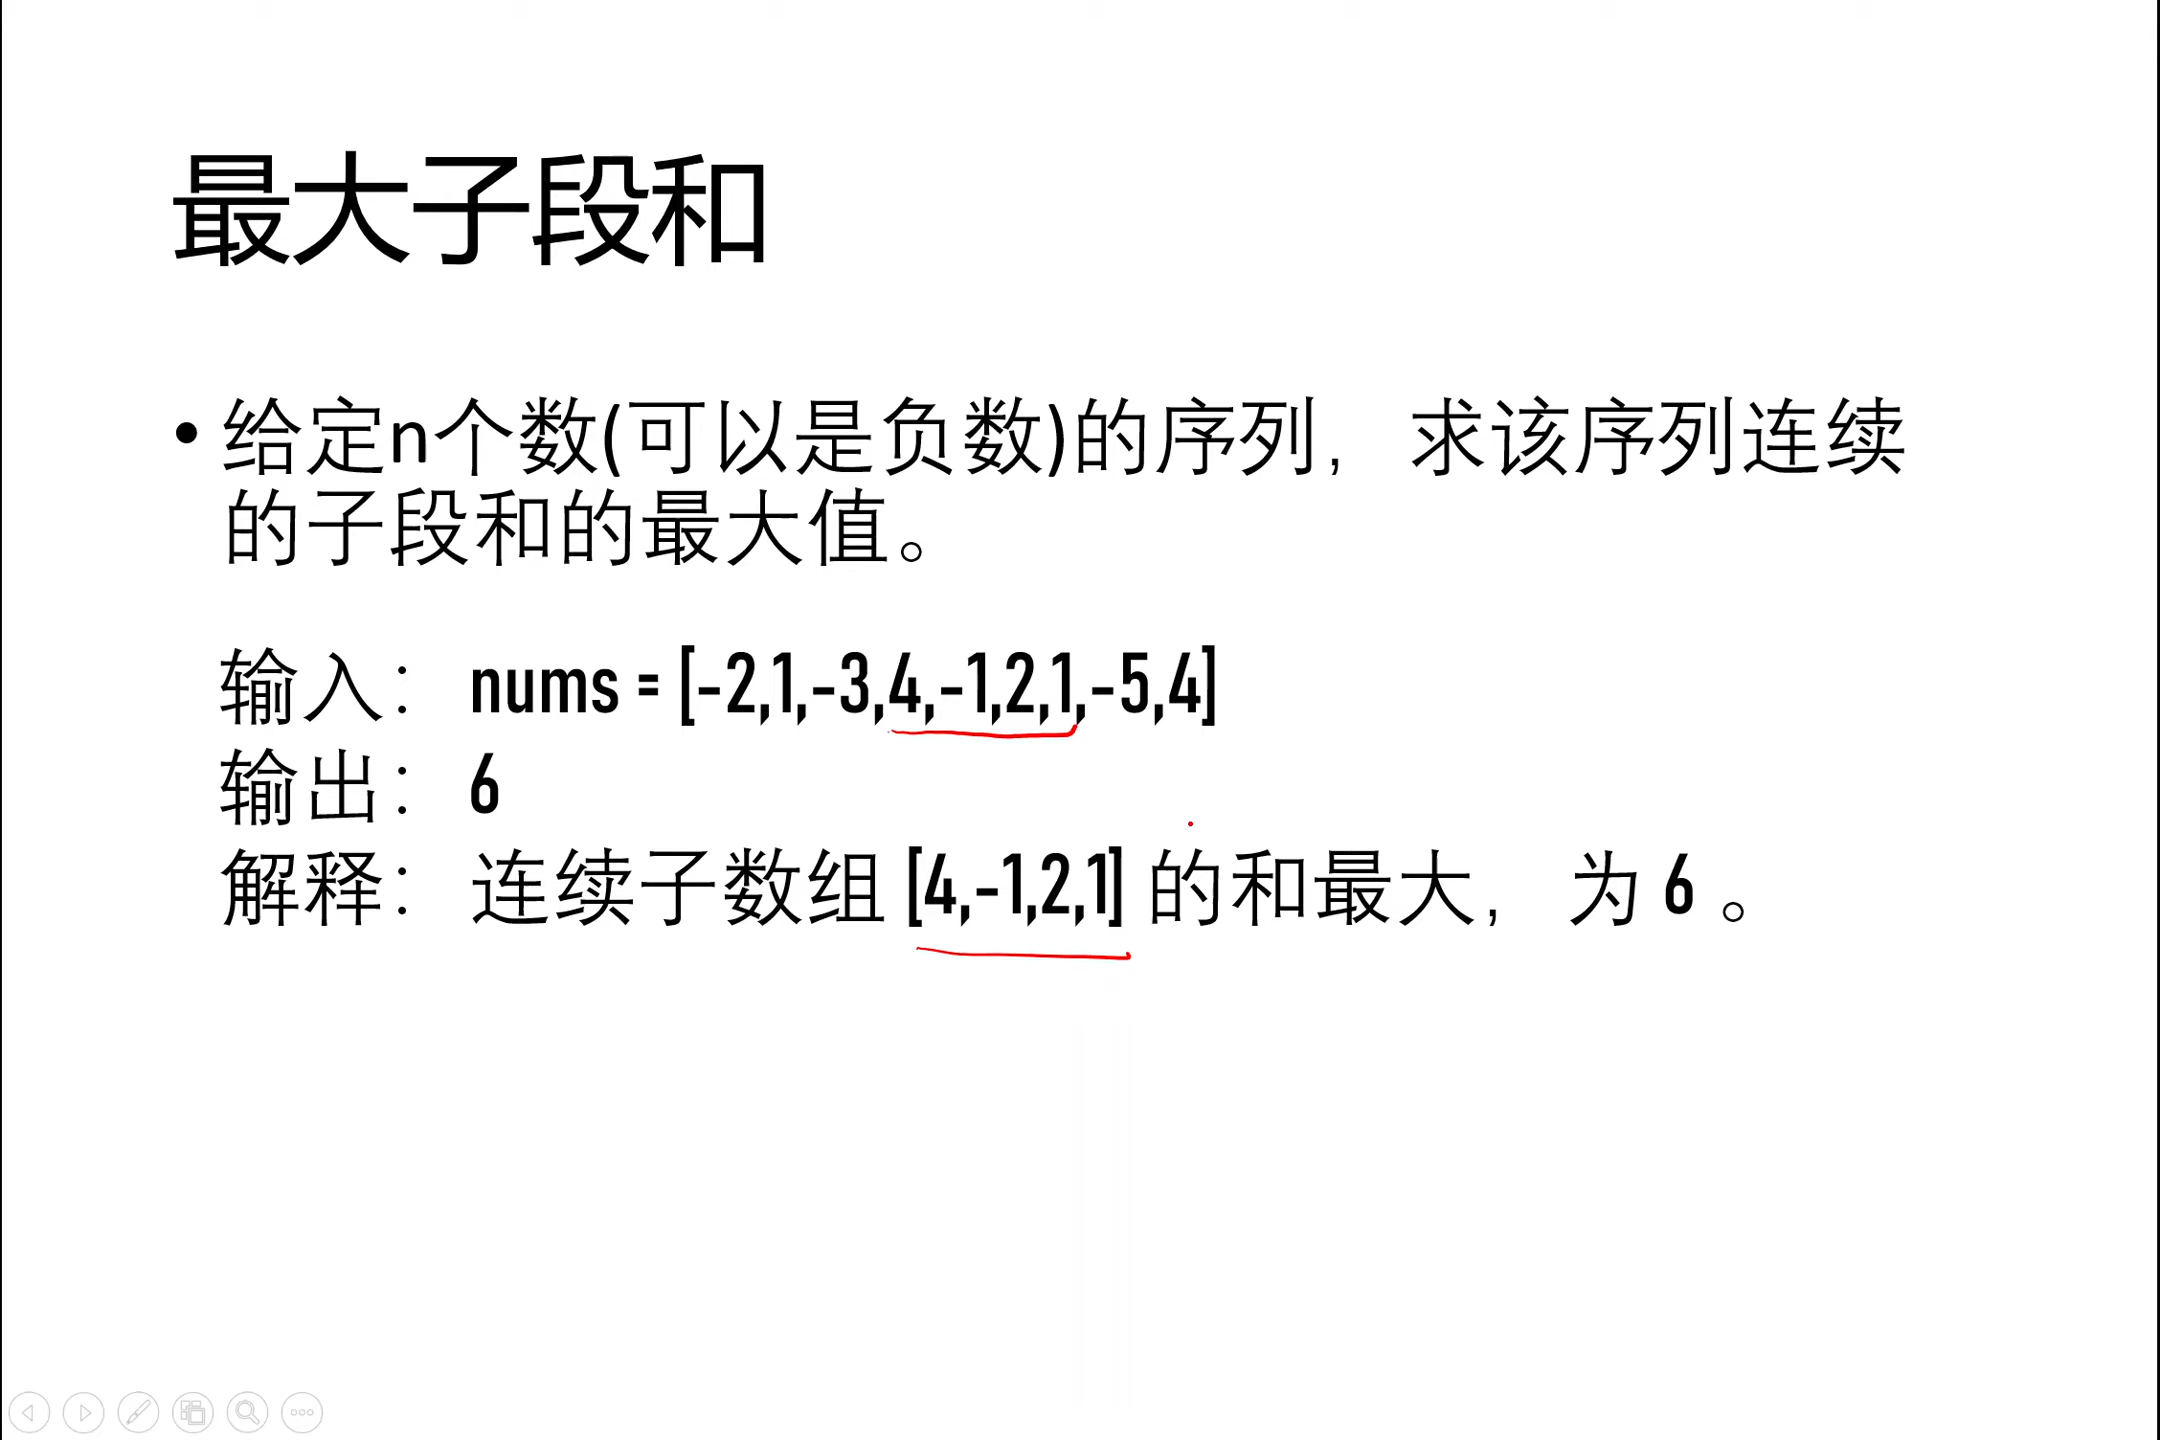 最大子段和
• 给定n个数(可以是负数)的序列，求该序列连续
的子段和的最大值。
输入：nums = [-2,1,-3,4,-1,2,1,-5,4]
输出：6
解释：连续子数组 [4,-1,2,1] 的和最大，为 6 。